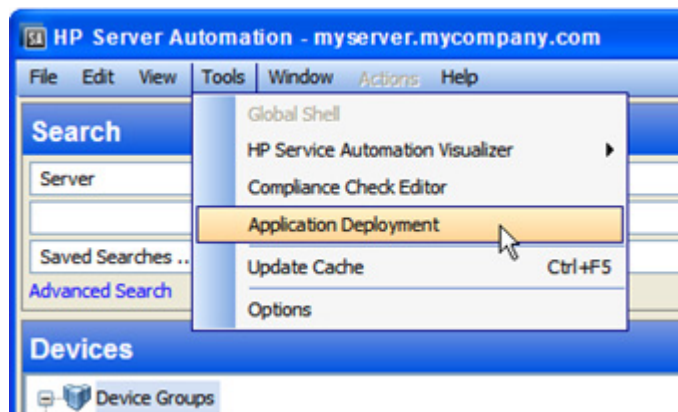 SA HP Server Automation - myserver.mycompany.com
File Edit View Tools Window Actions Help
Search
Server
Saved Searches ..
Advanced Search
Global Shell
HP Service Automation Visualizer
Compliance Check Editor
Application Deployment
Update Cache Ctrl+F5
Options
Devices
Device Groups